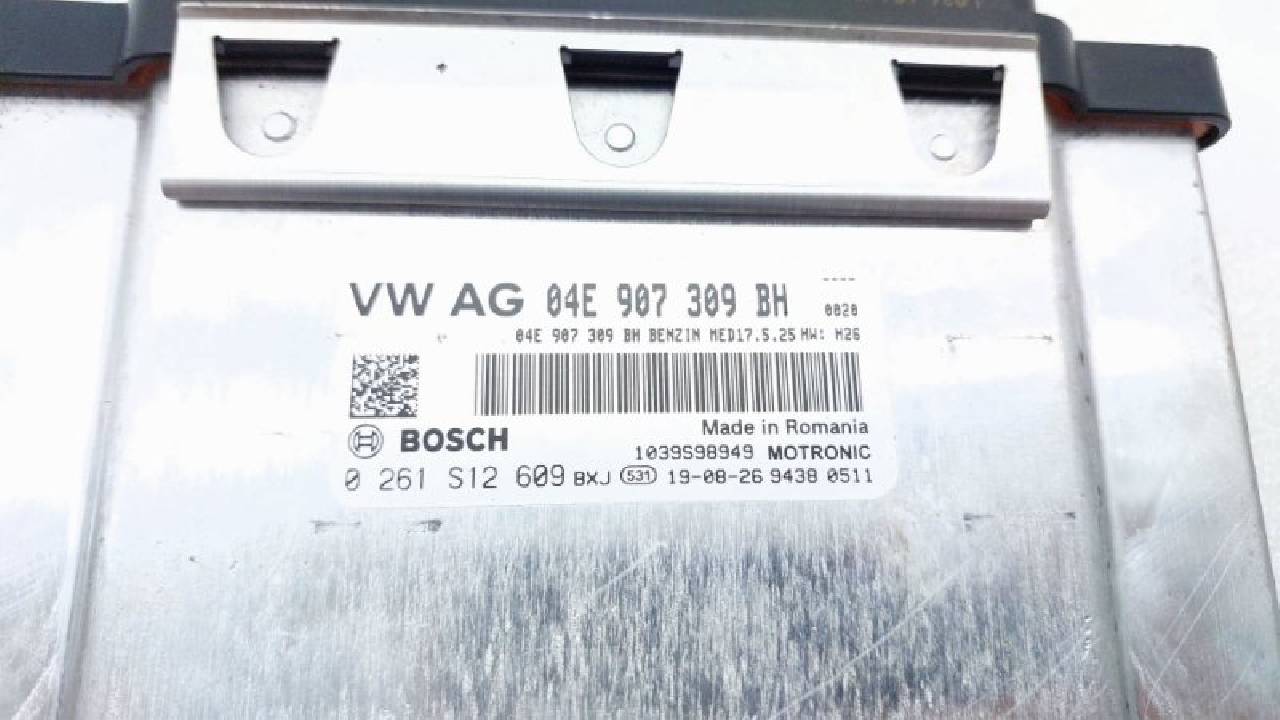 VW AG 04E 907 309 BH
----
0020
04E 907 309 BH BENZIN MED17.5.25 HW: H26
Made in Romania
BOSCH 1039S98949 MOTRONIC
0 261 S12 609 BXJ 531 19-08-26 9438 0511